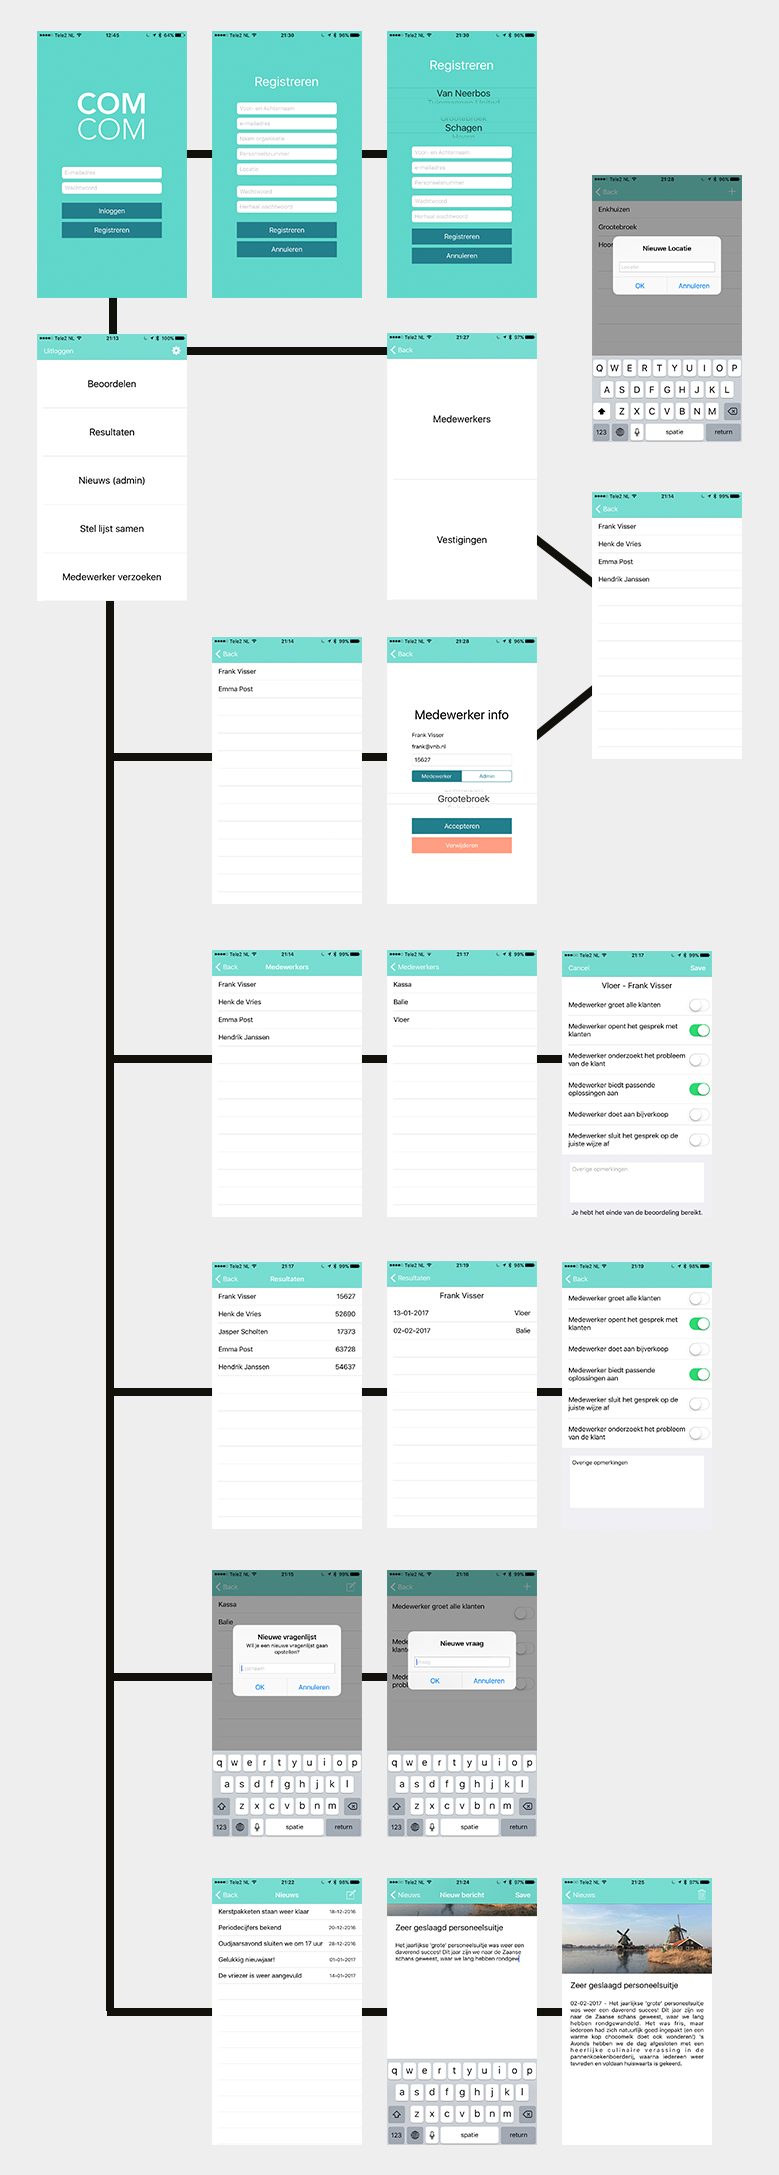 Tele2 NL 12:45 64%
COM
COM
E-mailadres
Wachtwoord
Inloggen
Registreren
Tele2 NL 21:30 96%
Registreren
Voor- en Achternaam
e-mailadres
Naam organisatie
Personeelsnummer
Locatie
Wachtwoord
Herhaal wachtwoord
Registreren
Annuleren
Tele2 NL 21:30 96%
Registreren
Van Neerbos
Grootebroek
Schagen
Voor- en Achternaam
e-mailadres
Personeelsnummer
Wachtwoord
Herhaal wachtwoord
Registreren
Annuleren
Tele2 NL 21:28 96%
Back +
Enkhuizen
Grootebroek
Hoor
Nieuwe Locatie
Locatie
OK Annuleren
Q W E R T Y U I O P
A S D F G H J K L
Z X C V B N M
123 spatie return
Tele2 NL 21:13 100%
Uitloggen
Beoordelen
Resultaten
Nieuws (admin)
Stel lijst samen
Medewerker verzoeken
Tele2 NL 21:27 97%
Back
Medewerkers
Vestigingen
Tele2 NL 21:14 99%
Back
Frank Visser
Henk de Vries
Emma Post
Hendrik Janssen
Tele2 NL 21:14 99%
Back
Frank Visser
Emma Post
Tele2 NL 21:28 96%
Back
Medewerker info
Frank Visser
frank@vnb.nl
15627
Medewerker Admin
Grootebroek
Accepteren
Verwijderen
Tele2 NL 21:14 99%
Back Medewerkers
Frank Visser
Henk de Vries
Emma Post
Hendrik Janssen
Tele2 NL 21:17 99%
Medewerkers
Kassa
Balie
Vloer
Tele2 NL 21:17 99%
Cancel Save
Vloer - Frank Visser
Medewerker groet alle klanten
Medewerker opent het gesprek met
klanten
Medewerker onderzoekt het probleem
van de klant
Medewerker biedt passende
oplossingen aan
Medewerker doet aan bijverkoop
Medewerker sluit het gesprek op de
juiste wijze af
Overige opmerkingen
Je hebt het einde van de beoordeling bereikt.
Tele2 NL 21:17 99%
Back Resultaten
Frank Visser 15627
Henk de Vries 52690
Jasper Scholten 17373
Emma Post 63728
Hendrik Janssen 54637
Tele2 NL 21:19 98%
Resultaten
Frank Visser
13-01-2017 Vloer
02-02-2017 Balie
Tele2 NL 21:19 98%
Back
Medewerker groet alle klanten
Medewerker opent het gesprek met
klanten
Medewerker doet aan bijverkoop
Medewerker biedt passende
oplossingen aan
Medewerker sluit het gesprek op de
juiste wijze af
Medewerker onderzoekt het probleem
van de klant
Overige opmerkingen
Tele2 NL 21:15 99%
Back
Kassa
Balie
Nieuwe vragenlijst
Wil je een nieuwe vragenlijst gaan
opstellen?
OK Annuleren
q w e r t y u i o p
a s d f g h j k l
z x c v b n m
123 spatie return
Tele2 NL 21:16 99%
Back +
Medewerker groet alle klanten
Mede
klant
Mede
probl
Nieuwe vraag
Vraag
OK Annuleren
q w e r t y u i o p
a s d f g h j k l
z x c v b n m
123 spatie return
Tele2 NL 21:22 98%
Back Nieuws
Kerstpakketen staan weer klaar 18-12-2016
Periodecijfers bekend 20-12-2016
Oudjaarsavond sluiten we om 17 uur 28-12-2016
Gelukkig nieuwjaar! 01-01-2017
De vriezer is weer aangevuld 14-01-2017
Tele2 NL 21:24 97%
Nieuws Nieuw bericht Save
Zeer geslaagd personeelsuitje
Het jaarlijkse 'grote' personeelsuitje was weer een
daverend succes! Dit jaar zijn we naar de Zaanse
schans geweest, waar we lang hebben rondgew
q w e r t y u i o p
a s d f g h j k l
z x c v b n m
123 spatie return
Tele2 NL 21:25 97%
Nieuws
Zeer geslaagd personeelsuitje
02-02-2017 - Het jaarlijkse 'grote' personeelsuitje
was weer een daverend succes! Dit jaar zijn we
naar de Zaanse schans geweest, waar we lang
hebben rondgewandeld. Het was fris, maar
iedereen had zich natuurlijk goed ingepakt (en een
warme kop chocomelk doet ook wonderen!) 's
Avonds hebben we de dag afgesloten met een
heerlijke culinaire verassing in de
pannenkoekenboerderij, waarna iedereen weer
tevreden en voldaan huiswaarts is gekeerd.